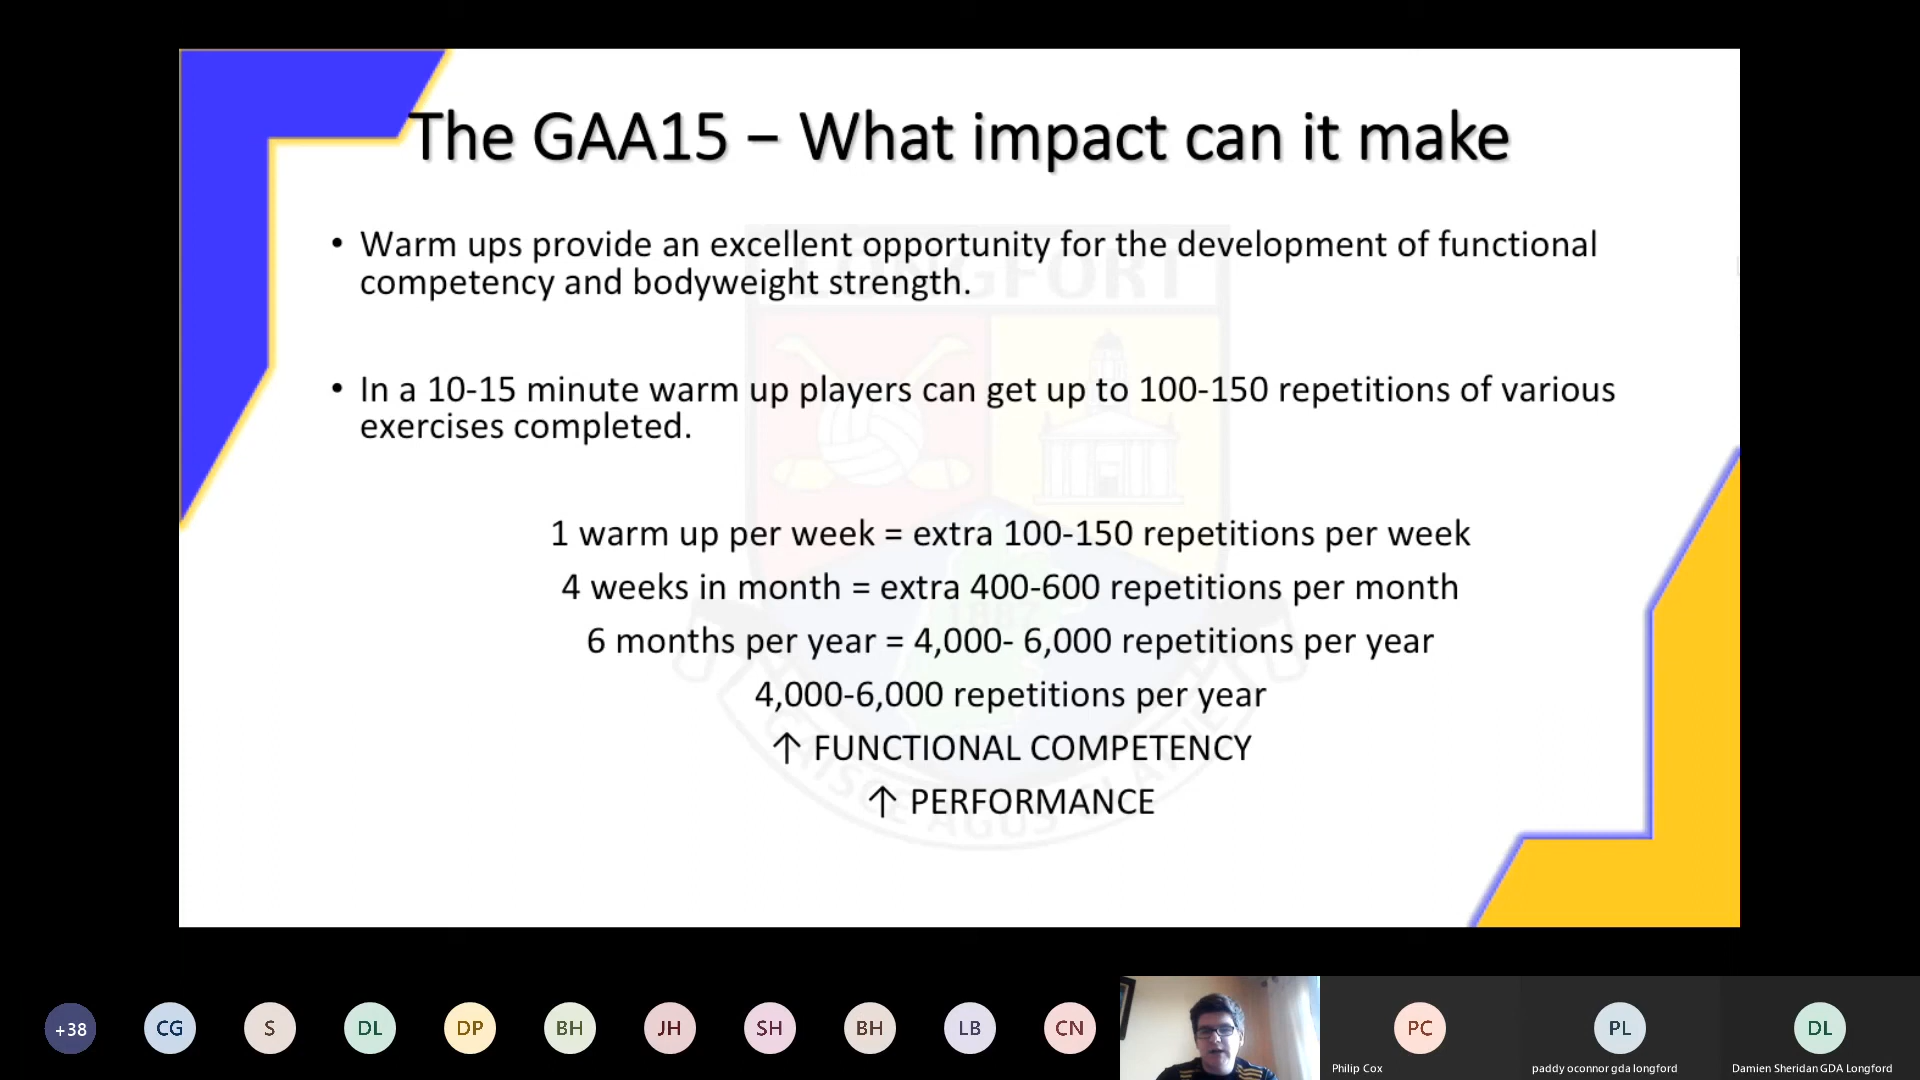 The GAA15 – What impact can it make
• Warm ups provide an excellent opportunity for the development of functional
competency and bodyweight strength.
• In a 10-15 minute warm up players can get up to 100-150 repetitions of various
exercises completed.
1 warm up per week = extra 100-150 repetitions per week
4 weeks in month = extra 400-600 repetitions per month
6 months per year = 4,000- 6,000 repetitions per year
4,000-6,000 repetitions per year
↑ FUNCTIONAL COMPETENCY
↑ PERFORMANCE
LONGFORT
1887
AGUS
+38
CG
S
DL
DP
BH
JH
SH
BH
LB
CN
PC
PL
DL
Philip Cox
paddy oconnor gda longford
Damien Sheridan GDA Longford